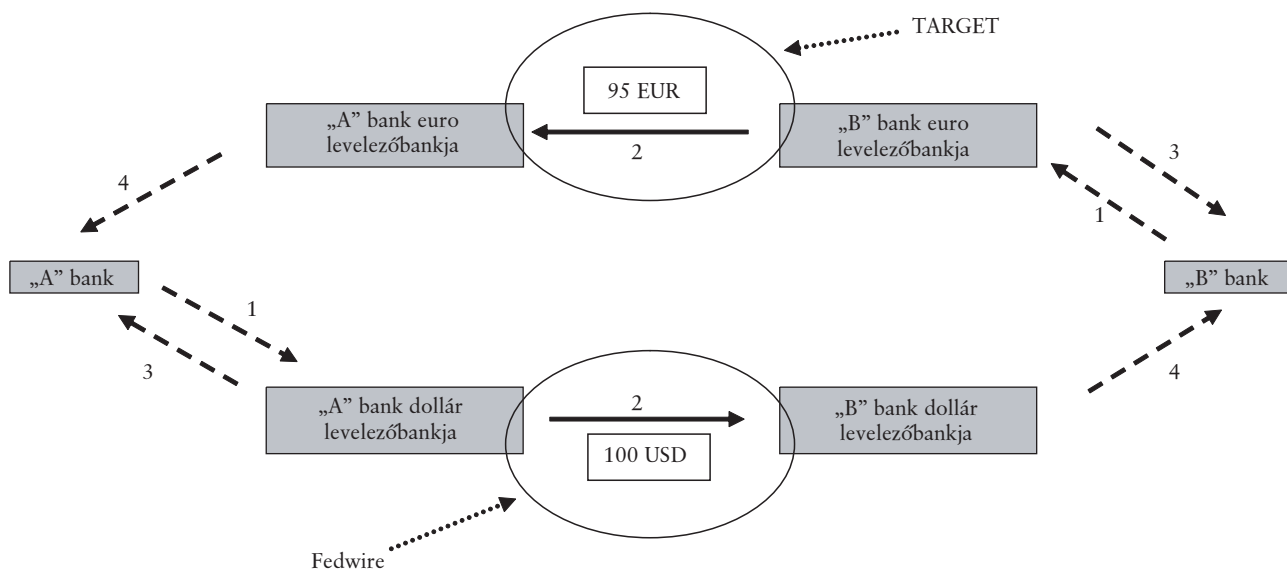 TARGET
95 EUR
„A” bank euro
levelezőbankja
„B” bank euro
levelezőbankja
2
3
4
1
„A” bank
„B” bank
1
3
4
„A” bank dollár
levelezőbankja
2
„B” bank dollár
levelezőbankja
100 USD
Fedwire